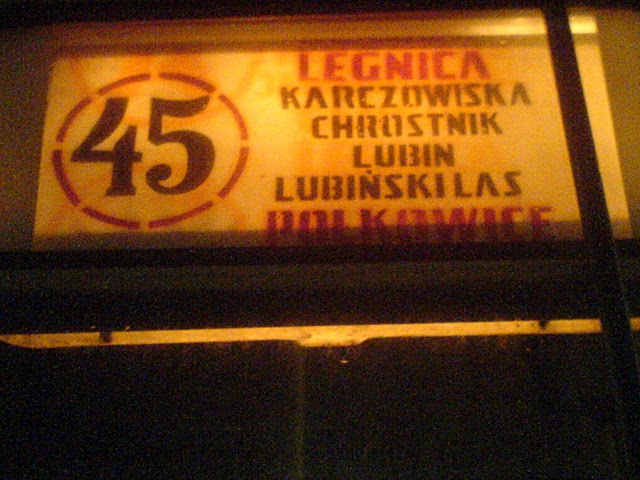 45
LEGNICA
KARCZOWISKA
CHROSTNIK
LUBIN
LUBIŃSKI LAS
POLKOWICE